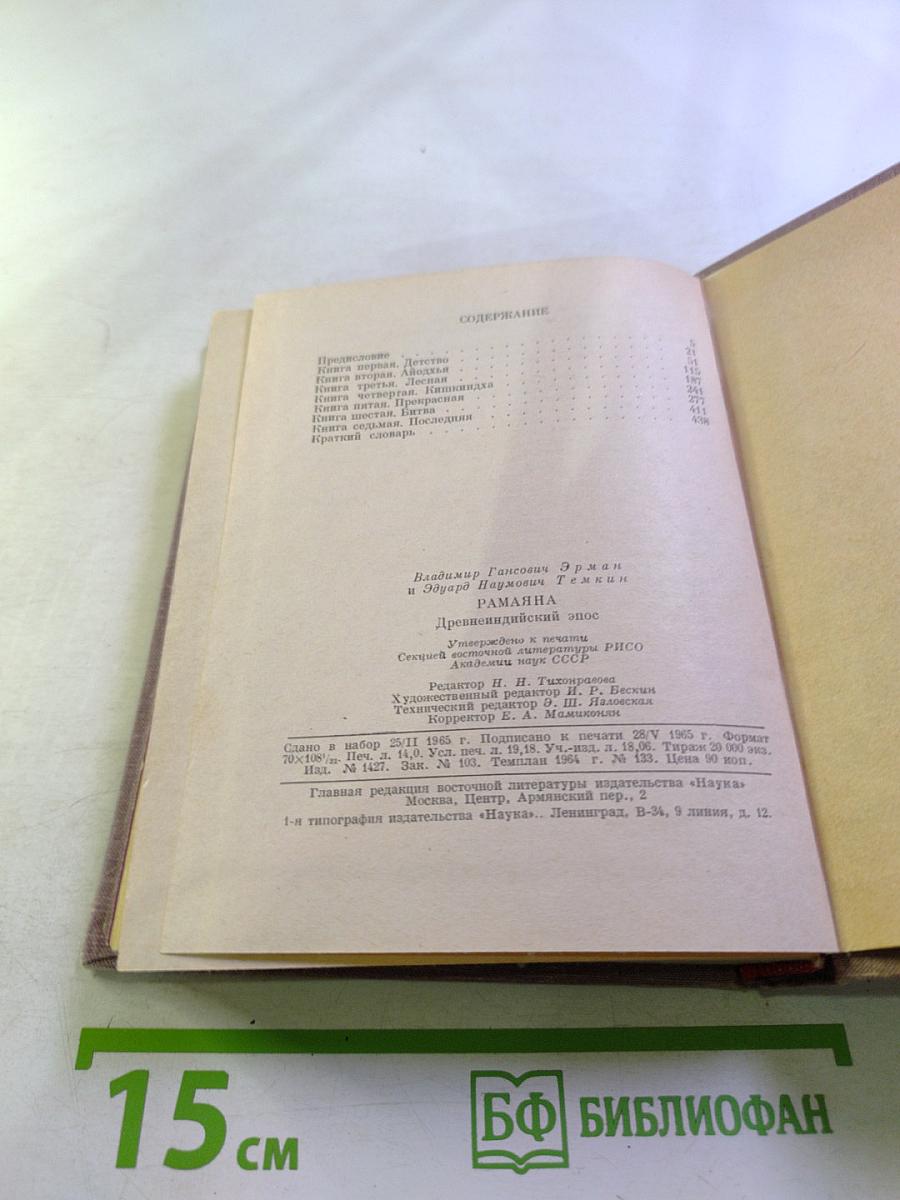 СОДЕРЖАНИЕ
Предисловие . . . . . . . . . . . . . 5
Книга первая. Детство . . . . . . . . . . 21
Книга вторая. Айодхья . . . . . . . . . . 51
Книга третья. Лесная . . . . . . . . . . 115
Книга четвертая. Кишкиндха . . . . . . . . 187
Книга пятая. Прекрасная . . . . . . . . . 241
Книга шестая. Битва . . . . . . . . . . 277
Книга седьмая. Последняя . . . . . . . . . 411
Краткий словарь . . . . . . . . . . . . 438
Владимир Гансович Эрман
и Эдуард Наумович Темкин
РАМАЯНА
Древнеиндийский эпос
Утверждено к печати
Секцией восточной литературы РИСО
Академии наук СССР
Редактор Н. Н. Тихонравова
Художественный редактор И. Р. Бескин
Технический редактор Э. Ш. Язловская
Корректор Е. А. Мамиконян
Сдано в набор 25/II 1965 г. Подписано к печати 28/V 1965 г. Формат
70×108¹/₃₂. Печ. л. 14,0. Усл. печ. л. 19,18. Уч.-изд. л. 18,06. Тираж 20 000 экз.
Изд. № 1427. Зак. № 103. Темплан 1964 г. № 133. Цена 90 коп.
Главная редакция восточной литературы издательства «Наука»
Москва, Центр, Армянский пер., 2
1-я типография издательства «Наука».. Ленинград, В-34, 9 линия, д. 12.
15 см
БФ БИБЛИОФАН